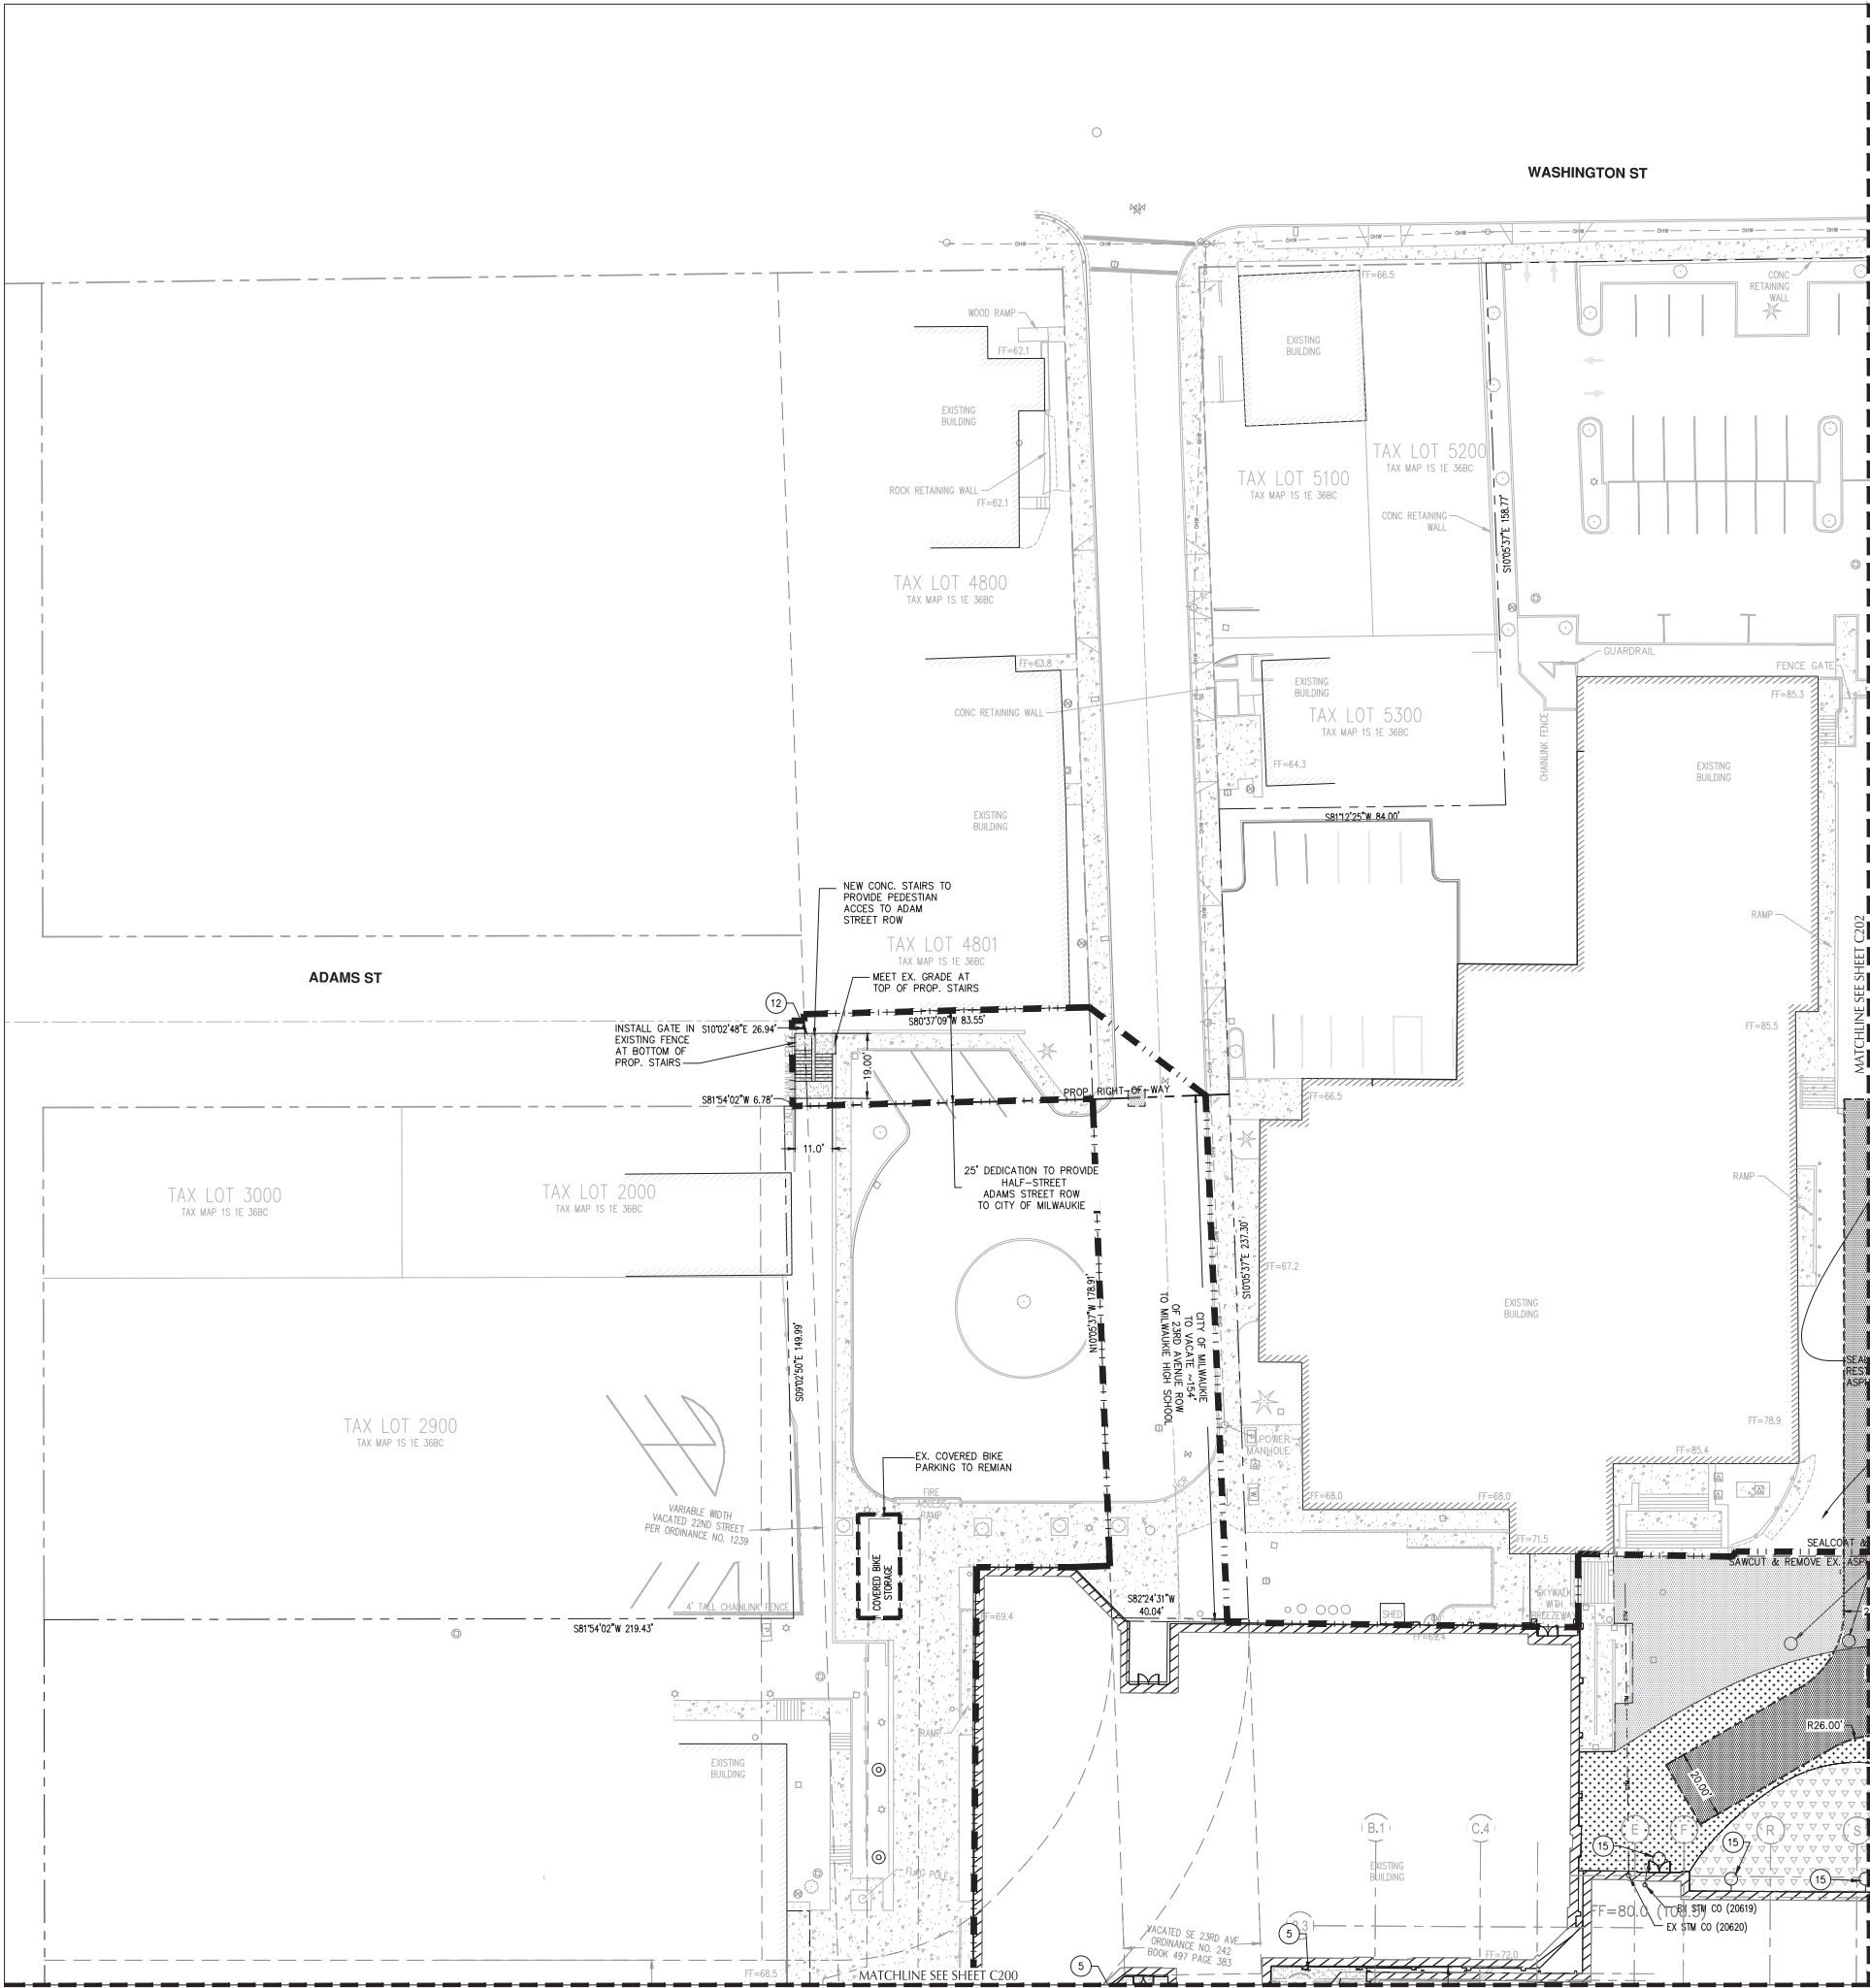 WASHINGTON ST
OHW
OHW
OHW
OHW
OHW
OHW
OHW
OHW
FF=66.5
CONC
RETAINING
WALL
WOOD RAMP
FF=62.1
EXISTING
BUILDING
EXISTING
BUILDING
ROCK RETAINING WALL
FF=62.1
TAX LOT 5200
TAX MAP 1S 1E 36BC
TAX LOT 5100
TAX MAP 1S 1E 36BC
CONC RETAINING
WALL
S10°05'37"E 158.77'
TAX LOT 4800
TAX MAP 1S 1E 36BC
FF=63.8
CONC RETAINING WALL
EXISTING
BUILDING
TAX LOT 5300
TAX MAP 1S 1E 36BC
FF=64.3
GUARDRAIL
FENCE GATE
FF=85.3
CHAINLINK FENCE
EXISTING
BUILDING
EXISTING
BUILDING
S81°12'25"W 84.00'
NEW CONC. STAIRS TO
PROVIDE PEDESTIAN
ACCES TO ADAM
STREET ROW
RAMP
MATCHLINE SEE SHEET C202
TAX LOT 4801
TAX MAP 1S 1E 36BC
ADAMS ST
MEET EX. GRADE AT
TOP OF PROP. STAIRS
12
S80°37'09"W 83.55'
INSTALL GATE IN
EXISTING FENCE
AT BOTTOM OF
PROP. STAIRS
S10°02'48"E 26.94'
19.00'
FF=85.5
PROP. RIGHT-OF-WAY
S81°54'02"W 6.78'
FF=66.5
11.0'
25' DEDICATION TO PROVIDE
HALF-STREET
ADAMS STREET ROW
TO CITY OF MILWAUKIE
RAMP
TAX LOT 3000
TAX MAP 1S 1E 36BC
TAX LOT 2000
TAX MAP 1S 1E 36BC
S10°05'37"E 237.30'
FF=67.2
N10°05'37"W 178.91'
CITY OF MILWAUKIE
TO VACATE ~154'
OF 23RD AVENUE ROW
TO MILWAUKIE HIGH SCHOOL
EXISTING
BUILDING
S09°02'50"E 149.99'
TAX LOT 2900
TAX MAP 1S 1E 36BC
FF=78.9
POWER
MANHOLE
FF=85.4
EX. COVERED BIKE
PARKING TO REMIAN
FIRE
ACCESS
RAMP
HCR
FF=68.0
FF=68.0
VARIABLE WIDTH
VACATED 22ND STREET
PER ORDINANCE NO. 1239
FF=71.5
SEALCOAT &
SAWCUT & REMOVE EX. ASP
COVERED BIKE
STORAGE
4' TALL CHAINLINK FENCE
S82°24'31"W
40.04'
SKYWALK
WITH
BREEZEWAY
SHED
FF=69.4
FF=69.4
S81°54'02"W 219.43'
RAMP
R26.00'
EXISTING
BUILDING
20.00'
B.1
C.4
E
F
R
S
15
15
15
EXISTING
BUILDING
FLAG POLE
FF=80.0 (108.5)
EX STM CO (20619)
EX STM CO (20620)
VACATED SE 23RD AVE
ORDINANCE NO. 242
BOOK 497 PAGE 383
5
FF=72.0
5
FF=68.5
MATCHLINE SEE SHEET C200